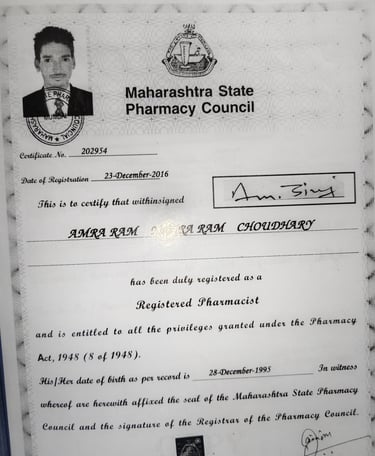 Maharashtra State
Pharmacy Council
Certificate No. 202954
Date of Registration 23-December-2016
This is to certify that withinsigned
AMRA RAM RA RAM CHOUDHARY
has been duly registered as a
Registered Pharmacist
and is entitled to all the privileges granted under the Pharmacy
Act, 1948 (8 of 1948).
His/Her date of birth as per record is 28-December-1995 In witness
whereof are herewith affixed the seal of the Maharashtra State Pharmacy
Council and the signature of the Registrar of the Pharmacy Council.